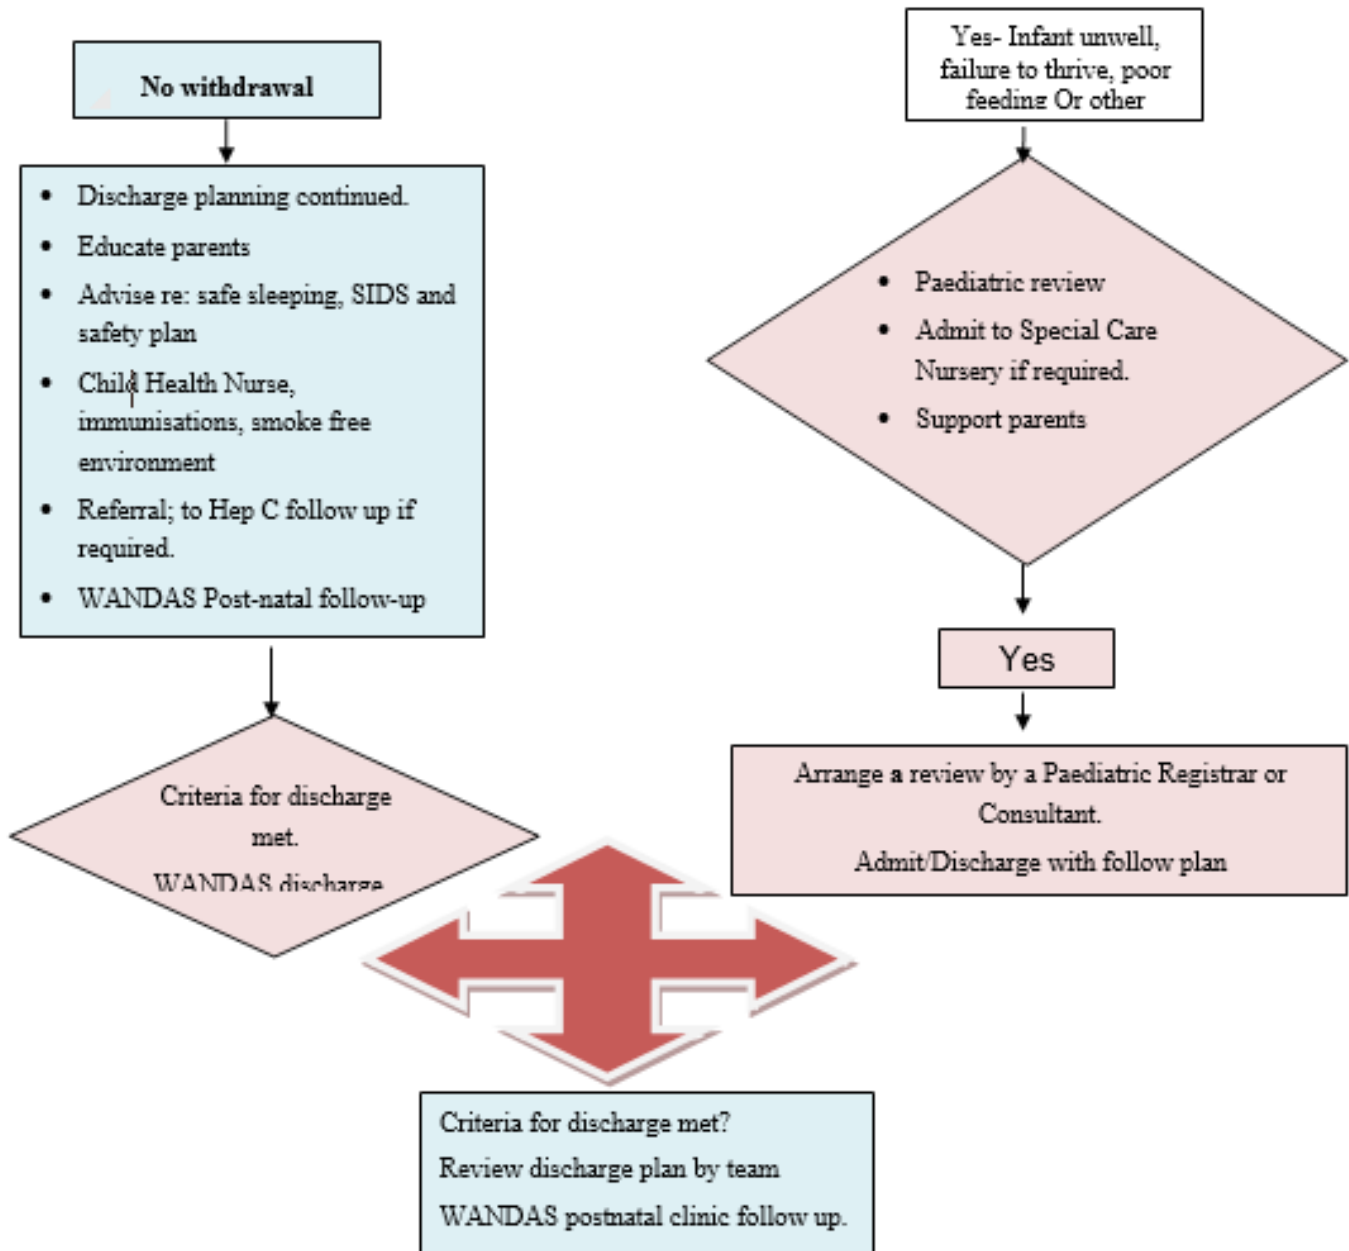 No withdrawal
• Discharge planning continued.
• Educate parents
• Advise re: safe sleeping, SIDS and
safety plan
• Child Health Nurse,
immunisations, smoke free
environment
• Referral; to Hep C follow up if
required.
• WANDAS Post-natal follow-up
Criteria for discharge
met.
WANDAS discharge
Yes- Infant unwell,
failure to thrive, poor
feeding Or other
• Paediatric review
• Admit to Special Care
Nursery if required.
• Support parents
Yes
Arrange a review by a Paediatric Registrar or
Consultant.
Admit/Discharge with follow plan
Criteria for discharge met?
Review discharge plan by team
WANDAS postnatal clinic follow up.